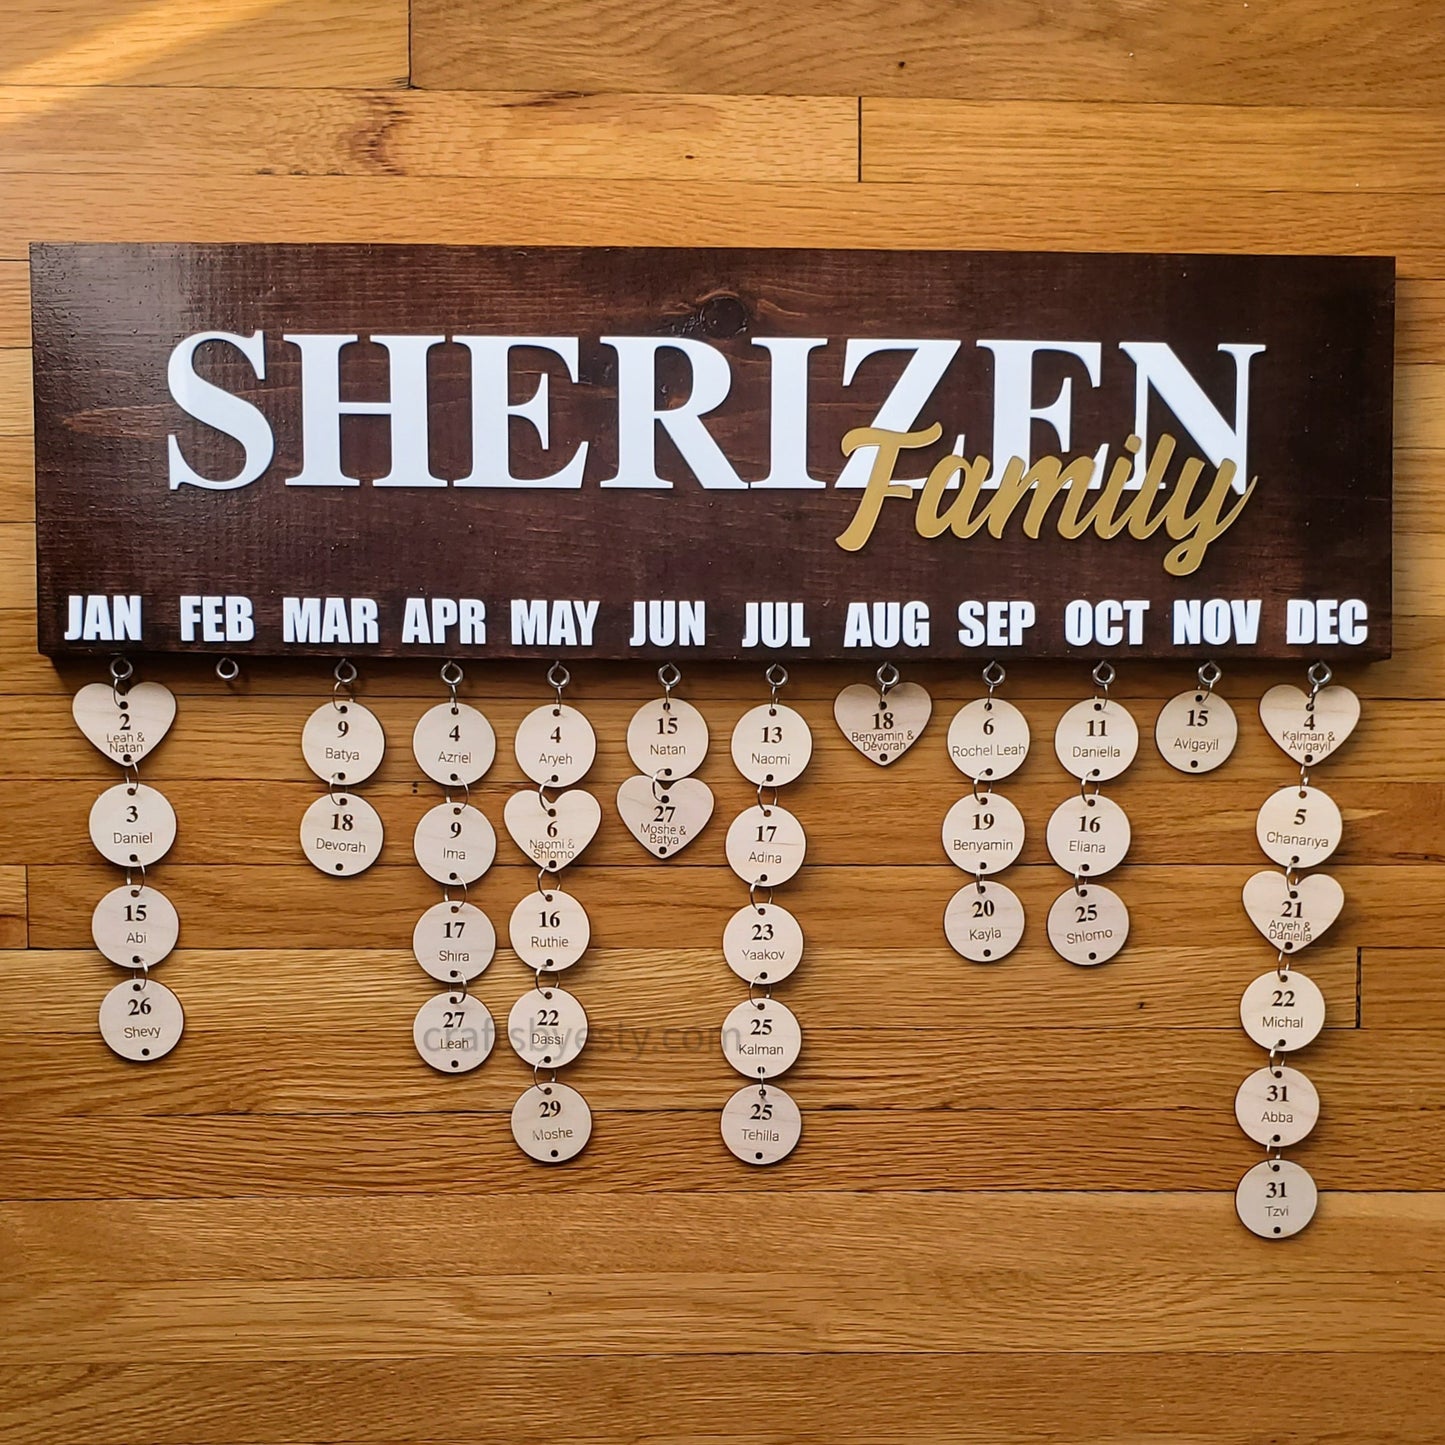 SHERIZEN
Family
JAN FEB MAR APR MAY JUN JUL AUG SEP OCT NOV DEC
2
Leah &
Natan
3
Daniel
15
Abi
26
Shevy
9
Batya
18
Devorah
4
Azriel
9
Ima
17
Shira
27
Leah
4
Aryeh
6
Naomi &
Shlomo
16
Ruthie
22
Dassi
29
Moshe
15
Natan
27
Moshe &
Batya
13
Naomi
17
Adina
23
Yaakov
25
Kalman
25
Tehilla
18
Benyamin &
Devorah
6
Rochel Leah
19
Benyamin
20
Kayla
11
Daniella
16
Eliana
25
Shlomo
15
Avigayil
4
Kalman &
Avigayil
5
Chanariya
21
Aryeh &
Daniella
22
Michal
31
Abba
31
Tzvi
craftsbyesty.com